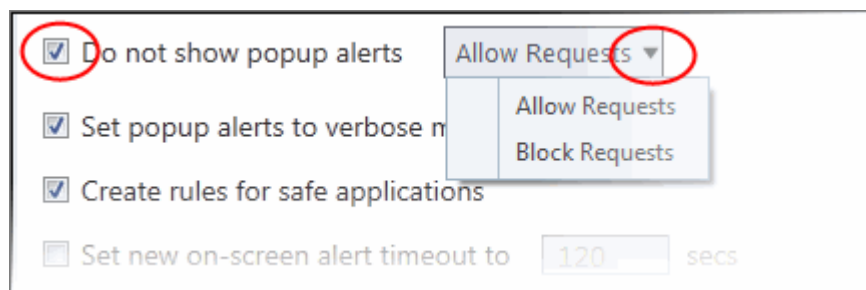 Do not show popup alerts Allow Requests
Allow Requests
Set popup alerts to verbose
Block Requests
Create rules for safe applications
Set new on-screen alert timeout to 120 secs